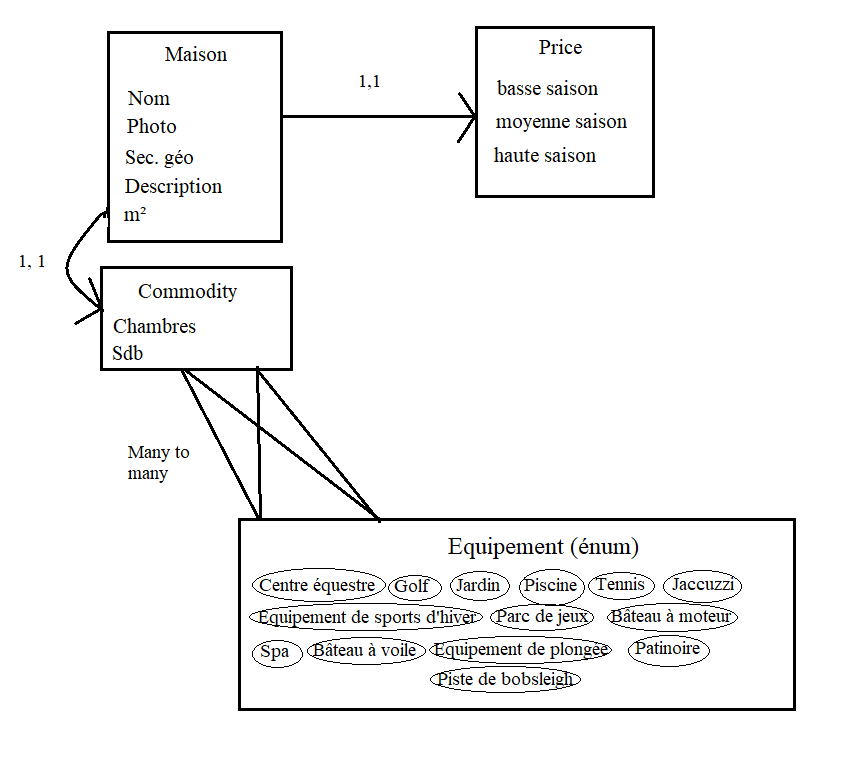 Maison
Nom
Photo
Sec. géo
Description
m²
1,1
Price
basse saison
moyenne saison
haute saison
1, 1
Commodity
Chambres
Sdb
Many to
many
Equipement (énum)
Centre équestre Golf Jardin Piscine Tennis Jaccuzzi
Equipement de sports d'hiver Parc de jeux Bâteau à moteur
Spa Bâteau à voile Equipement de plongée Patinoire
Piste de bobsleigh